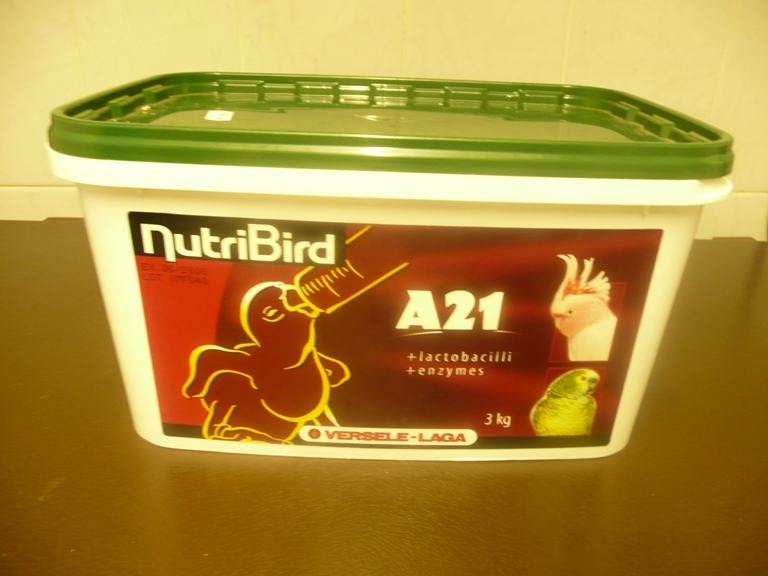 NutriBird
A21
+lactobacilli
+enzymes
3 kg
VERSELE-LAGA